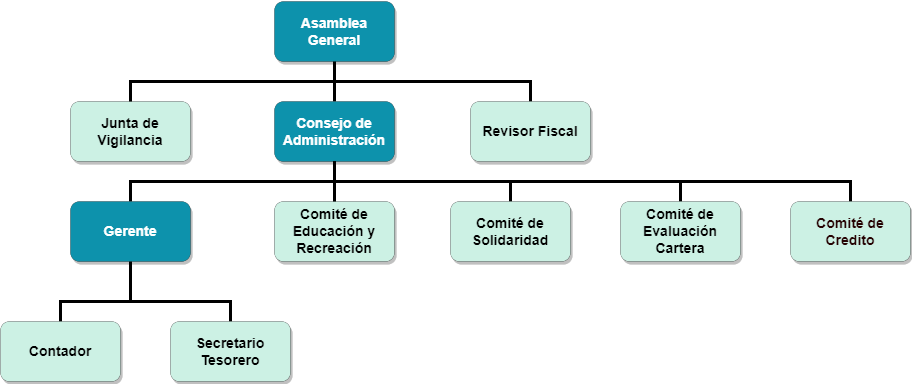 Asamblea
General
Junta de
Vigilancia
Consejo de
Administración
Revisor Fiscal
Gerente
Comité de
Educación y
Recreación
Comité de
Solidaridad
Comité de
Evaluación
Cartera
Comité de
Credito
Contador
Secretario
Tesorero